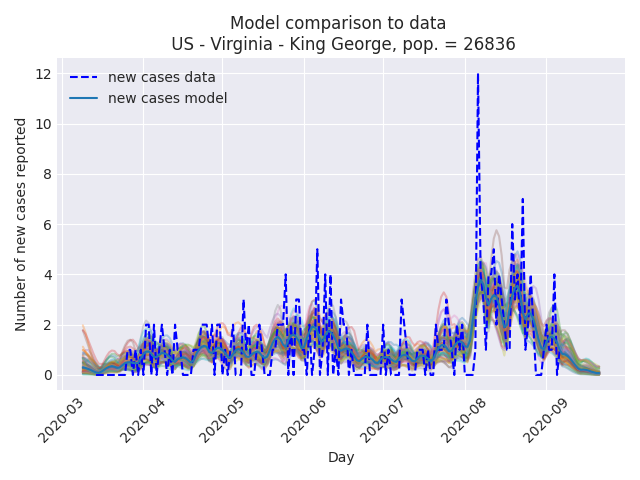 Model comparison to data
US - Virginia - King George, pop. = 26836
new cases data
new cases model
Number of new cases reported
12
10
8
6
4
2
0
2020-03
2020-04
2020-05
2020-06
2020-07
2020-08
2020-09
Day